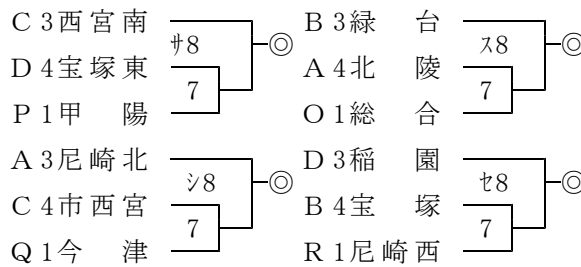 C 3西宮南
ｻ8
◎
D 4宝塚東
7
P 1甲　陽
A 3尼崎北
ｼ8
◎
C 4市西宮
7
Q 1今　津
B 3緑　台
ｽ8
◎
A 4北　陵
7
O 1総　合
D 3稲　園
ｾ8
◎
B 4宝　塚
7
R 1尼崎西